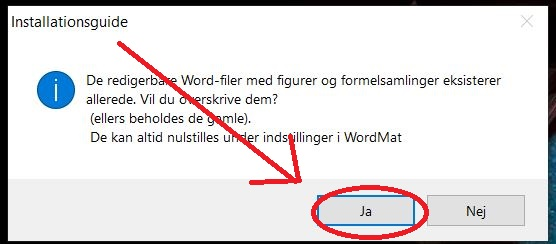 Installationsguide
De redigerbare Word-filer med figurer og formelsamlinger eksisterer
allerede. Vil du overskrive dem?
(ellers beholdes de gamle).
De kan altid nulstilles under indstillinger i WordMat
Ja
Nej